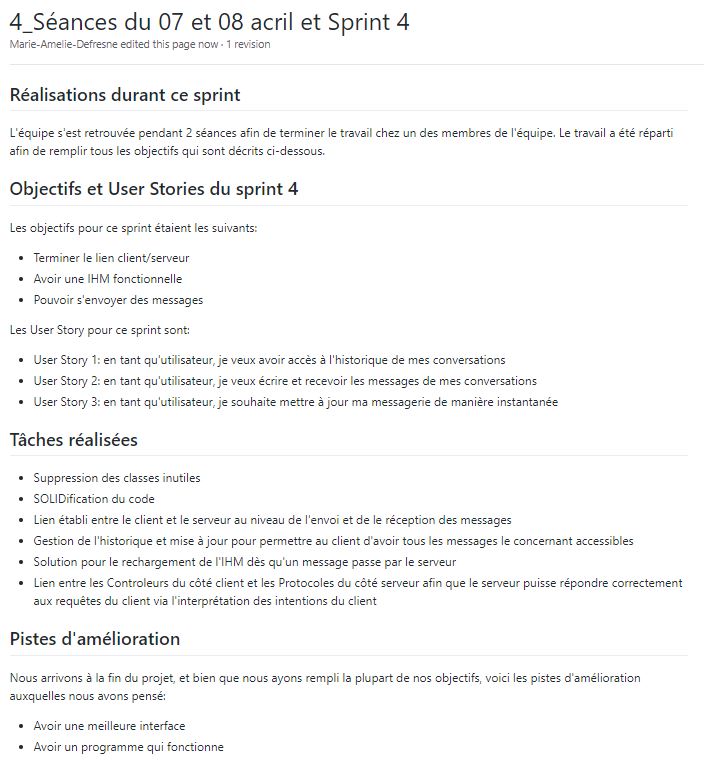 4_Séances du 07 et 08 acril et Sprint 4
Marie-Amelie-Defresne edited this page now · 1 revision
Réalisations durant ce sprint
L'équipe s'est retrouvée pendant 2 séances afin de terminer le travail chez un des membres de l'équipe. Le travail a été réparti
afin de remplir tous les objectifs qui sont décrits ci-dessous.
Objectifs et User Stories du sprint 4
Les objectifs pour ce sprint étaient les suivants:
• Terminer le lien client/serveur
• Avoir une IHM fonctionnelle
• Pouvoir s'envoyer des messages
Les User Story pour ce sprint sont:
• User Story 1: en tant qu'utilisateur, je veux avoir accès à l'historique de mes conversations
• User Story 2: en tant qu'utilisateur, je veux écrire et recevoir les messages de mes conversations
• User Story 3: en tant qu'utilisateur, je souhaite mettre à jour ma messagerie de manière instantanée
Tâches réalisées
• Suppression des classes inutiles
• SOLIDification du code
• Lien établi entre le client et le serveur au niveau de l'envoi et de le réception des messages
• Gestion de l'historique et mise à jour pour permettre au client d'avoir tous les messages le concernant accessibles
• Solution pour le rechargement de l'IHM dès qu'un message passe par le serveur
• Lien entre les Controleurs du côté client et les Protocoles du côté serveur afin que le serveur puisse répondre correctement
aux requêtes du client via l'interprétation des intentions du client
Pistes d'amélioration
Nous arrivons à la fin du projet, et bien que nous ayons rempli la plupart de nos objectifs, voici les pistes d'amélioration
auxquelles nous avons pensé:
• Avoir une meilleure interface
• Avoir un programme qui fonctionne